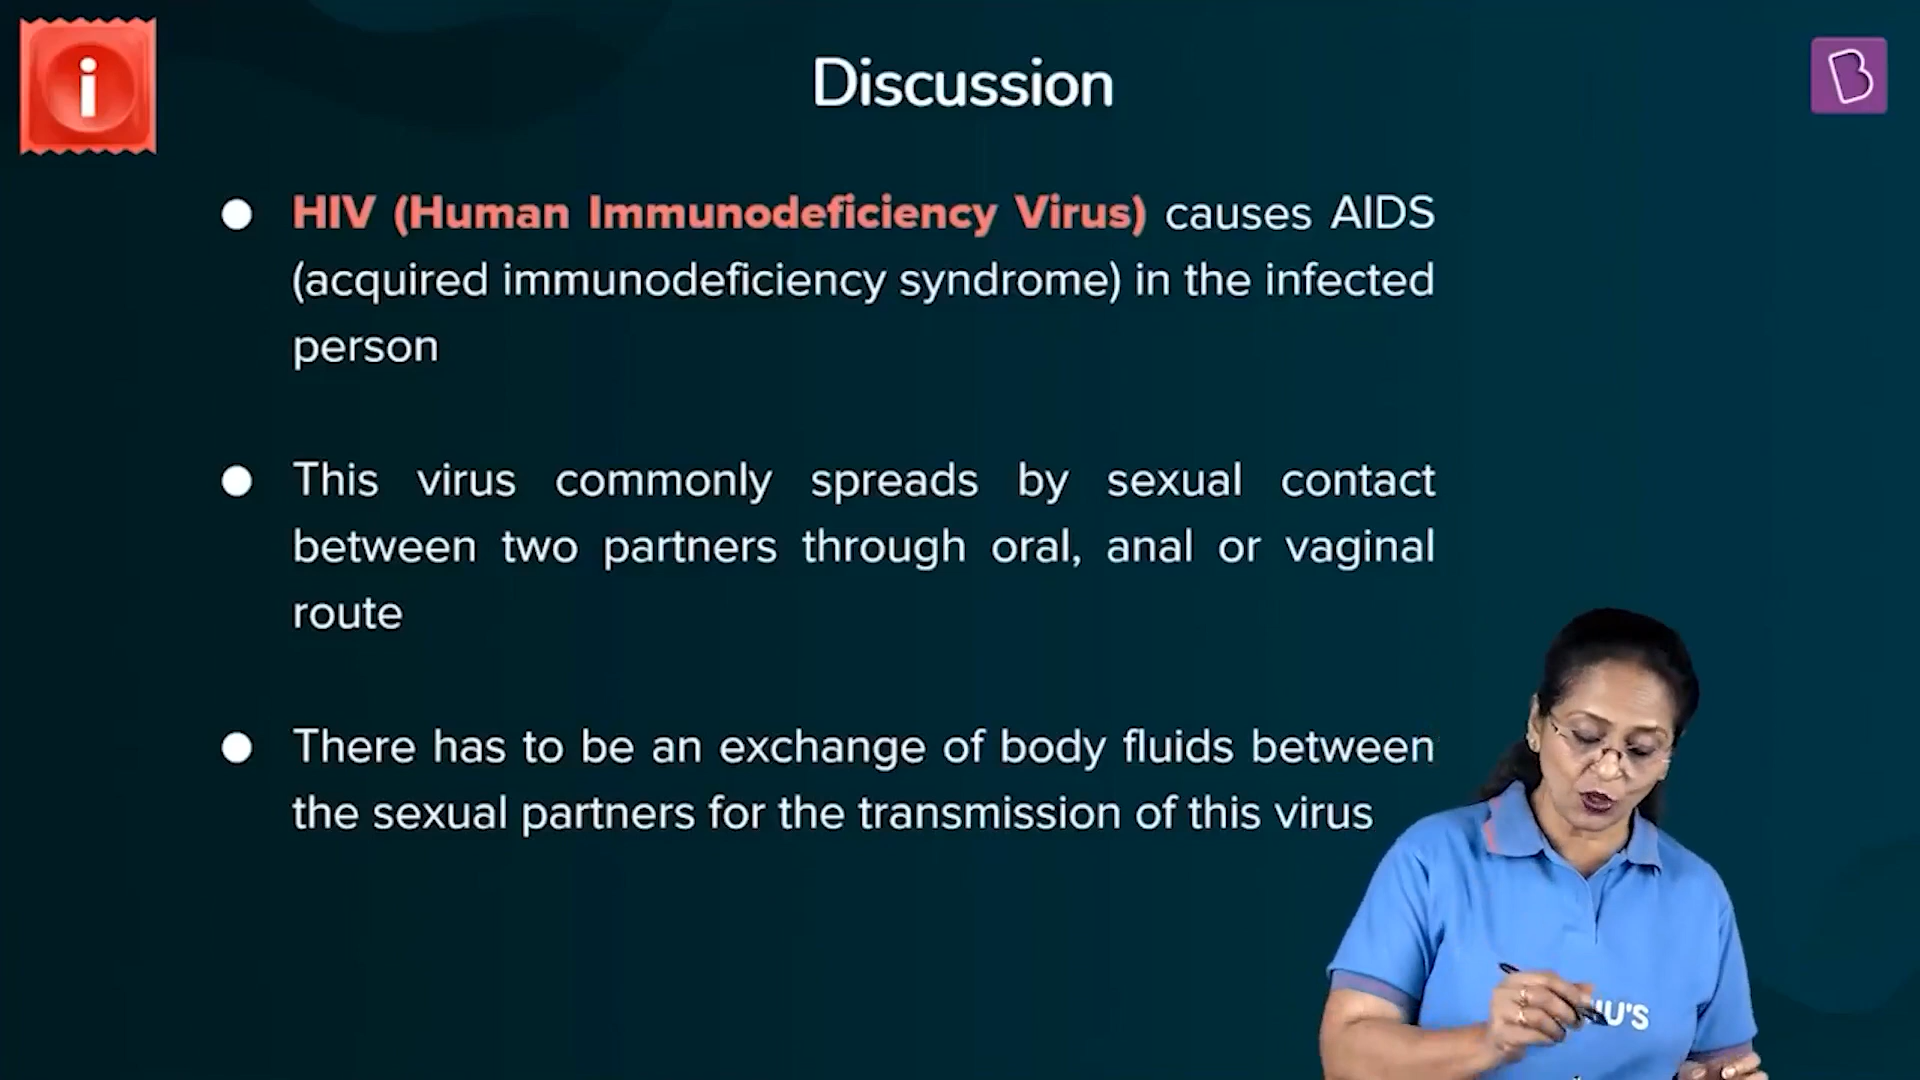 i
Discussion
B
HIV (Human Immunodeficiency Virus) causes AIDS
(acquired immunodeficiency syndrome) in the infected
person
This virus commonly spreads by sexual contact
between two partners through oral, anal or vaginal
route
There has to be an exchange of body fluids between
the sexual partners for the transmission of this virus